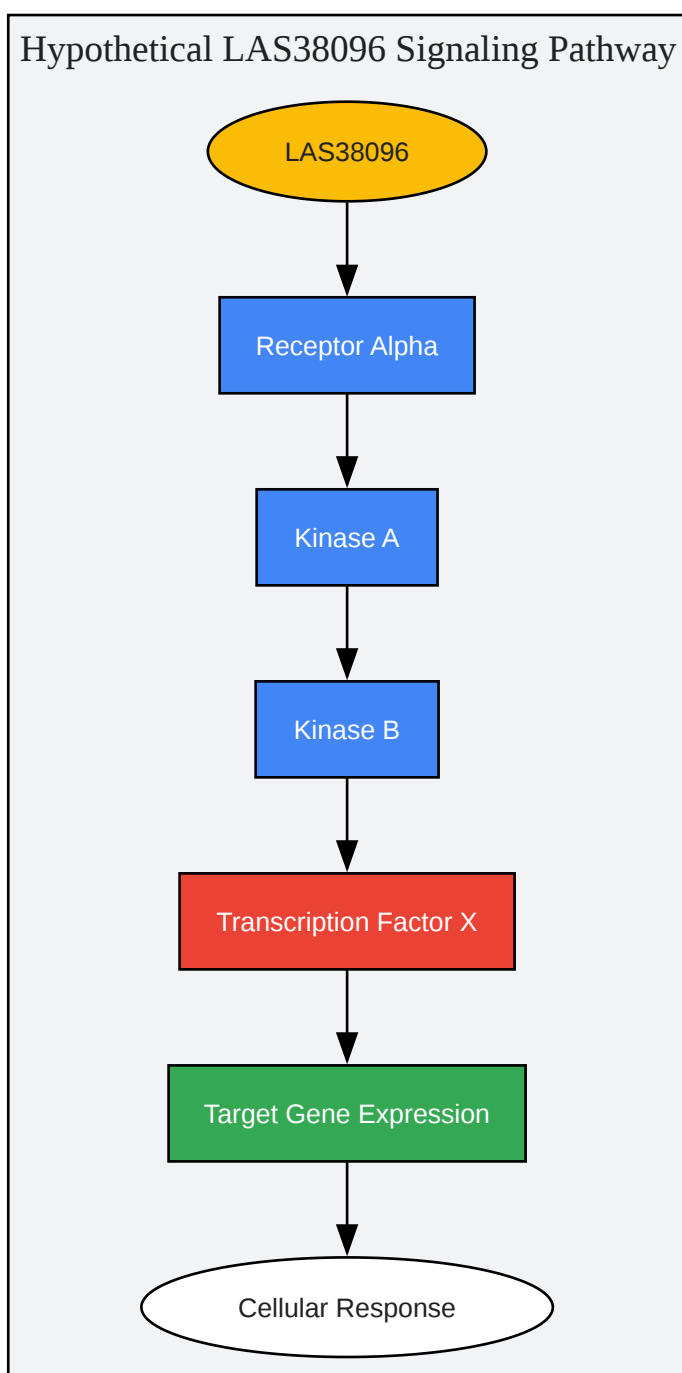 Hypothetical LAS38096 Signaling Pathway
LAS38096
Receptor Alpha
Kinase A
Kinase B
Transcription Factor X
Target Gene Expression
Cellular Response